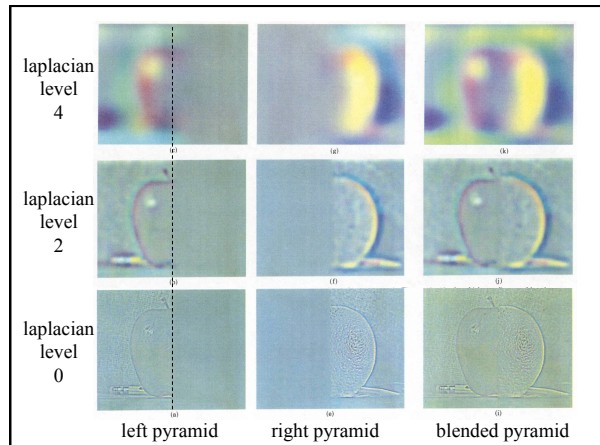 laplacian
level
4
(c) (g) (k)
laplacian
level
2
(b) (f) (j)
laplacian
level
0
(a) (e) (i)
left pyramid right pyramid blended pyramid